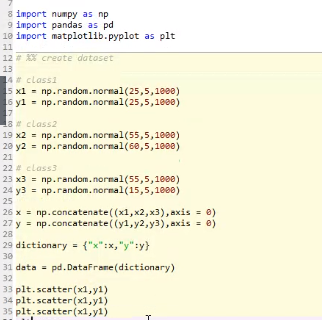 7
8 import numpy as np
9 import pandas as pd
10 import matplotlib.pyplot as plt
11
12 # %% create dataset
13
14 # class1
15 x1 = np.random.normal(25,5,1000)
16 y1 = np.random.normal(25,5,1000)
17
18 # class2
19 x2 = np.random.normal(55,5,1000)
20 y2 = np.random.normal(60,5,1000)
21
22 # class3
23 x3 = np.random.normal(55,5,1000)
24 y3 = np.random.normal(15,5,1000)
25
26 x = np.concatenate((x1,x2,x3),axis = 0)
27 y = np.concatenate((y1,y2,y3),axis = 0)
28
29 dictionary = {"x":x,"y":y}
30
31 data = pd.DataFrame(dictionary)
32
33 plt.scatter(x1,y1)
34 plt.scatter(x1,y1)
35 plt.scatter(x1,y1)